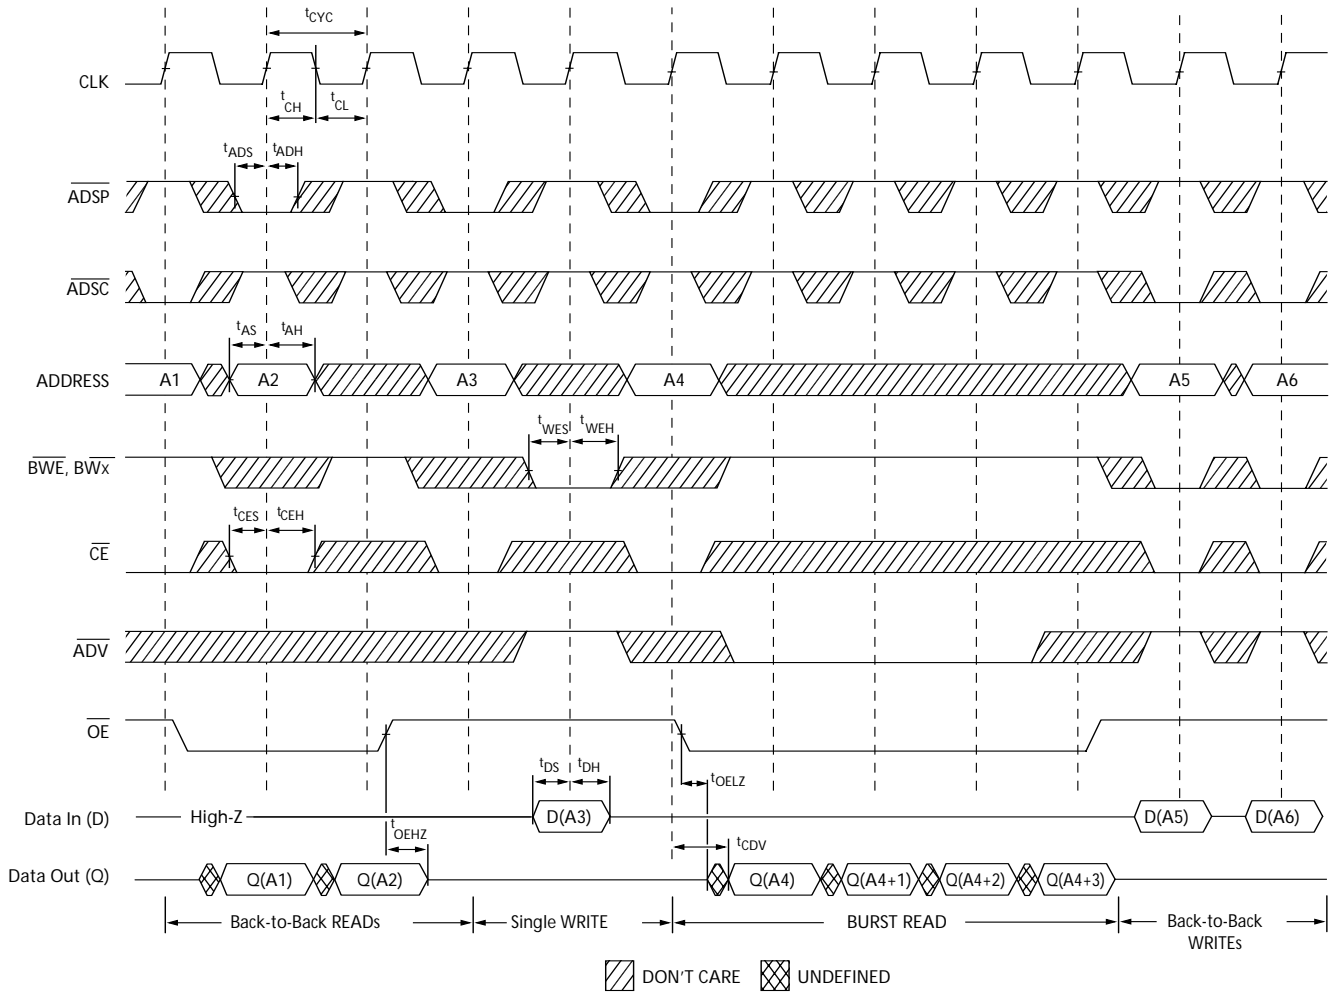 tCYC
CLK
tCH
tCL
tADS
tADH
ADSP
ADSC
tAS
tAH
ADDRESS
A1
A2
A3
A4
A5
A6
tWES
tWEH
BWE, BWx
tCES
tCEH
CE
ADV
OE
tDS
tDH
tOELZ
Data In (D)
High-Z
D(A3)
D(A5)
D(A6)
tOEHZ
tCDV
Data Out (Q)
Q(A1)
Q(A2)
Q(A4)
Q(A4+1)
Q(A4+2)
Q(A4+3)
Back-to-Back READs
Single WRITE
BURST READ
Back-to-Back
WRITEs
DON'T CARE
UNDEFINED